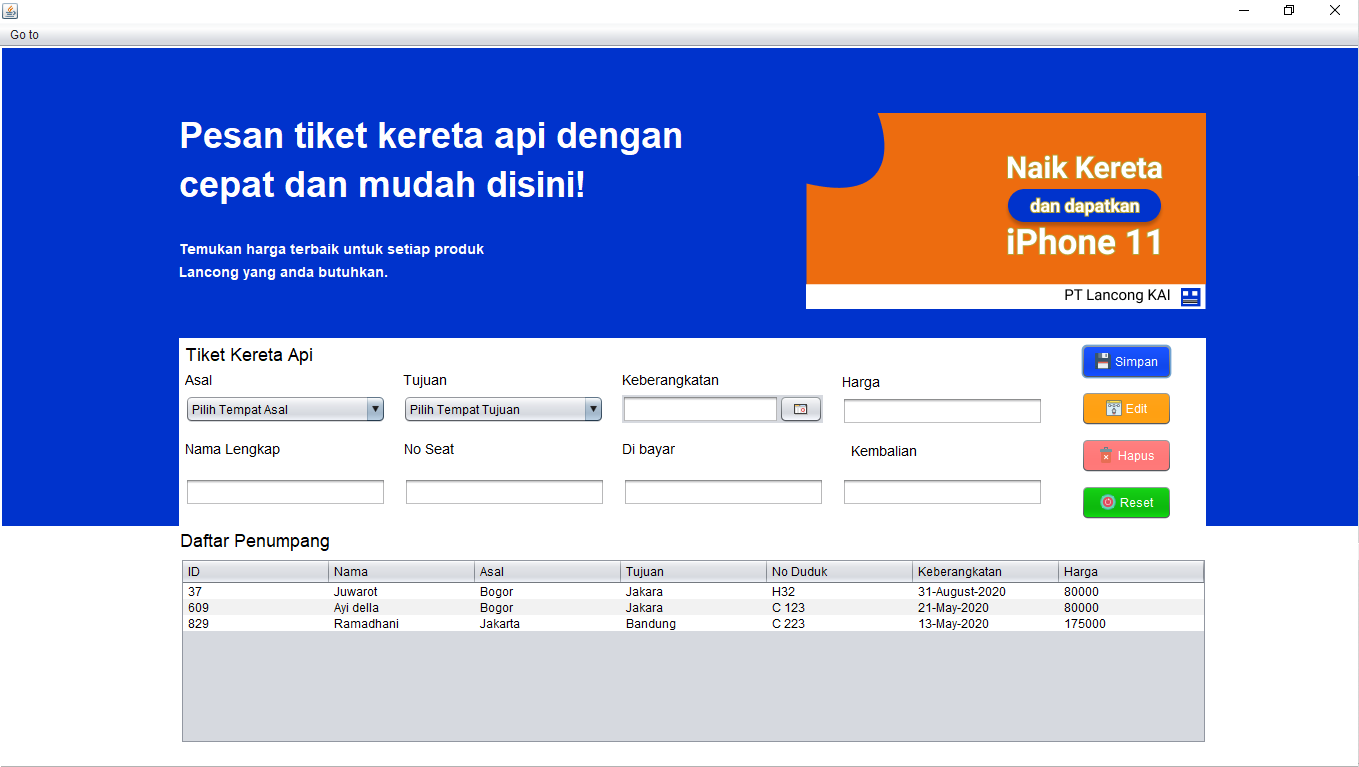 Go to
Pesan tiket kereta api dengan
cepat dan mudah disini!
Temukan harga terbaik untuk setiap produk
Lancong yang anda butuhkan.
Naik Kereta
dan dapatkan
iPhone 11
PT Lancong KAI
Tiket Kereta Api
Asal Tujuan Keberangkatan Harga
Pilih Tempat Asal Pilih Tempat Tujuan
Nama Lengkap No Seat Di bayar Kembalian
Simpan
Edit
Hapus
Reset
Daftar Penumpang
ID Nama Asal Tujuan No Duduk Keberangkatan Harga
37 Juwarot Bogor Jakara H32 31-August-2020 80000
609 Ayi della Bogor Jakara C 123 21-May-2020 80000
829 Ramadhani Jakarta Bandung C 223 13-May-2020 175000